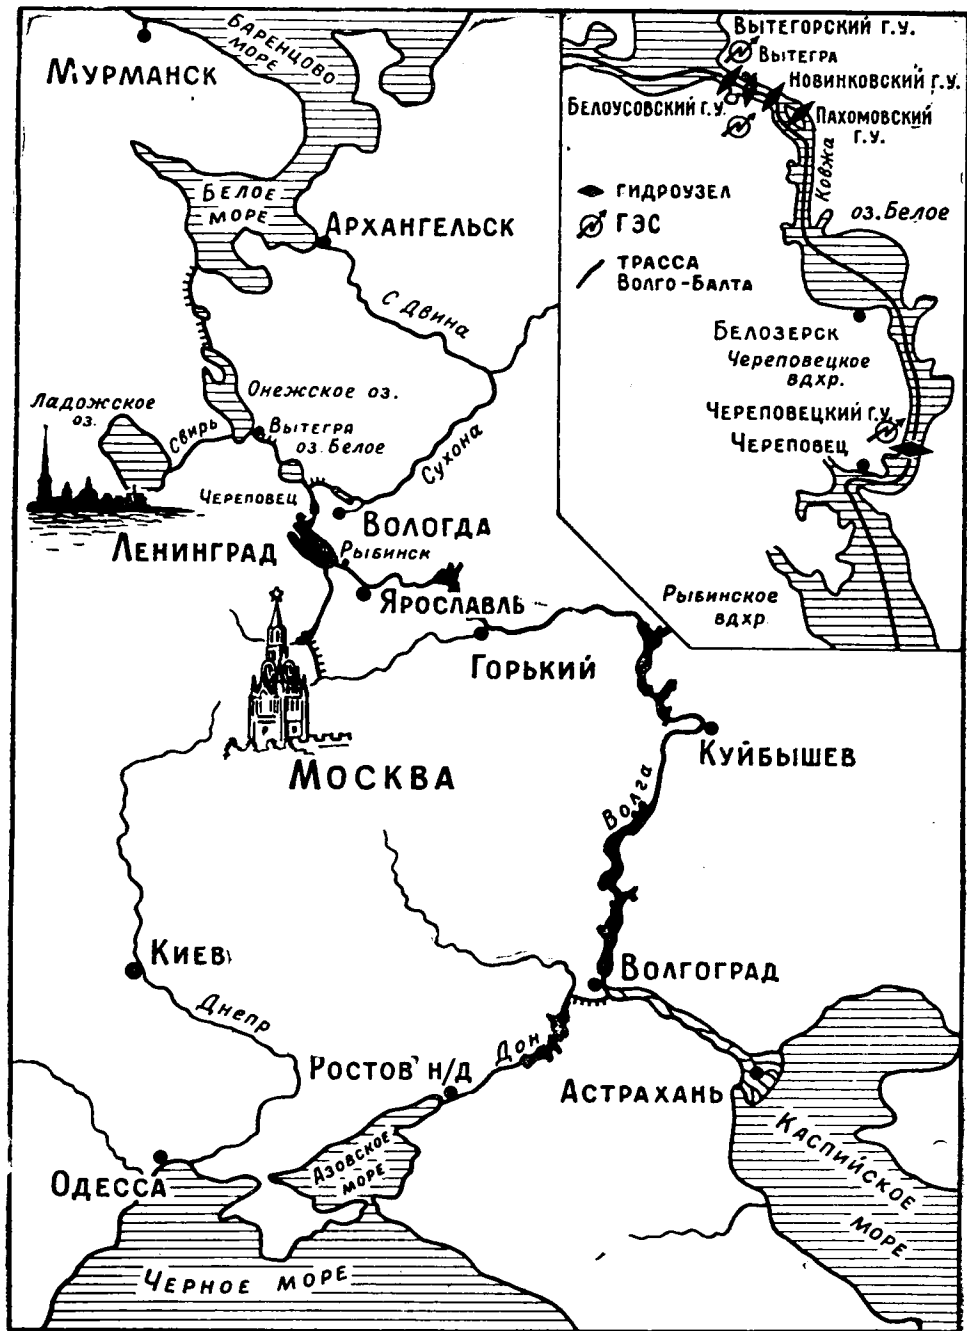 БАРЕНЦОВО
МОРЕ
МУРМАНСК
БЕЛОЕ
МОРЕ
АРХАНГЕЛЬСК
С ДВИНА
ОНЕЖСКОЕ ОЗ.
ЛАДОЖСКОЕ
ОЗ.
СВИРЬ
ВЫТЕГРА
ОЗ. БЕЛОЕ
СУХОНА
ЧЕРЕПОВЕЦ
ВОЛОГДА
ЛЕНИНГРАД
РЫБИНСК
ЯРОСЛАВЛЬ
ГОРЬКИЙ
МОСКВА
КУЙБЫШЕВ
ВОЛГА
КИЕВ
ВОЛГОГРАД
ДНЕПР
ДОН
РОСТОВ Н/Д
АСТРАХАНЬ
АЗОВСКОЕ
МОРЕ
КАСПИЙСКОЕ
МОРЕ
ОДЕССА
ЧЕРНОЕ МОРЕ
ВЫТЕГОРСКИЙ Г.У.
ВЫТЕГРА
НОВИНКОВСКИЙ Г.У.
БЕЛОУСОВСКИЙ Г.У.
ПАХОМОВСКИЙ
Г.У.
КОВЖА
ГИДРОУЗЕЛ
ГЭС
ТРАССА
ВОЛГО-БАЛТА
ОЗ. БЕЛОЕ
БЕЛОЗЕРСК
ЧЕРЕПОВЕЦКОЕ
ВДХР.
ЧЕРЕПОВЕЦКИЙ Г.У.
ЧЕРЕПОВЕЦ
РЫБИНСКОЕ
ВДХР.